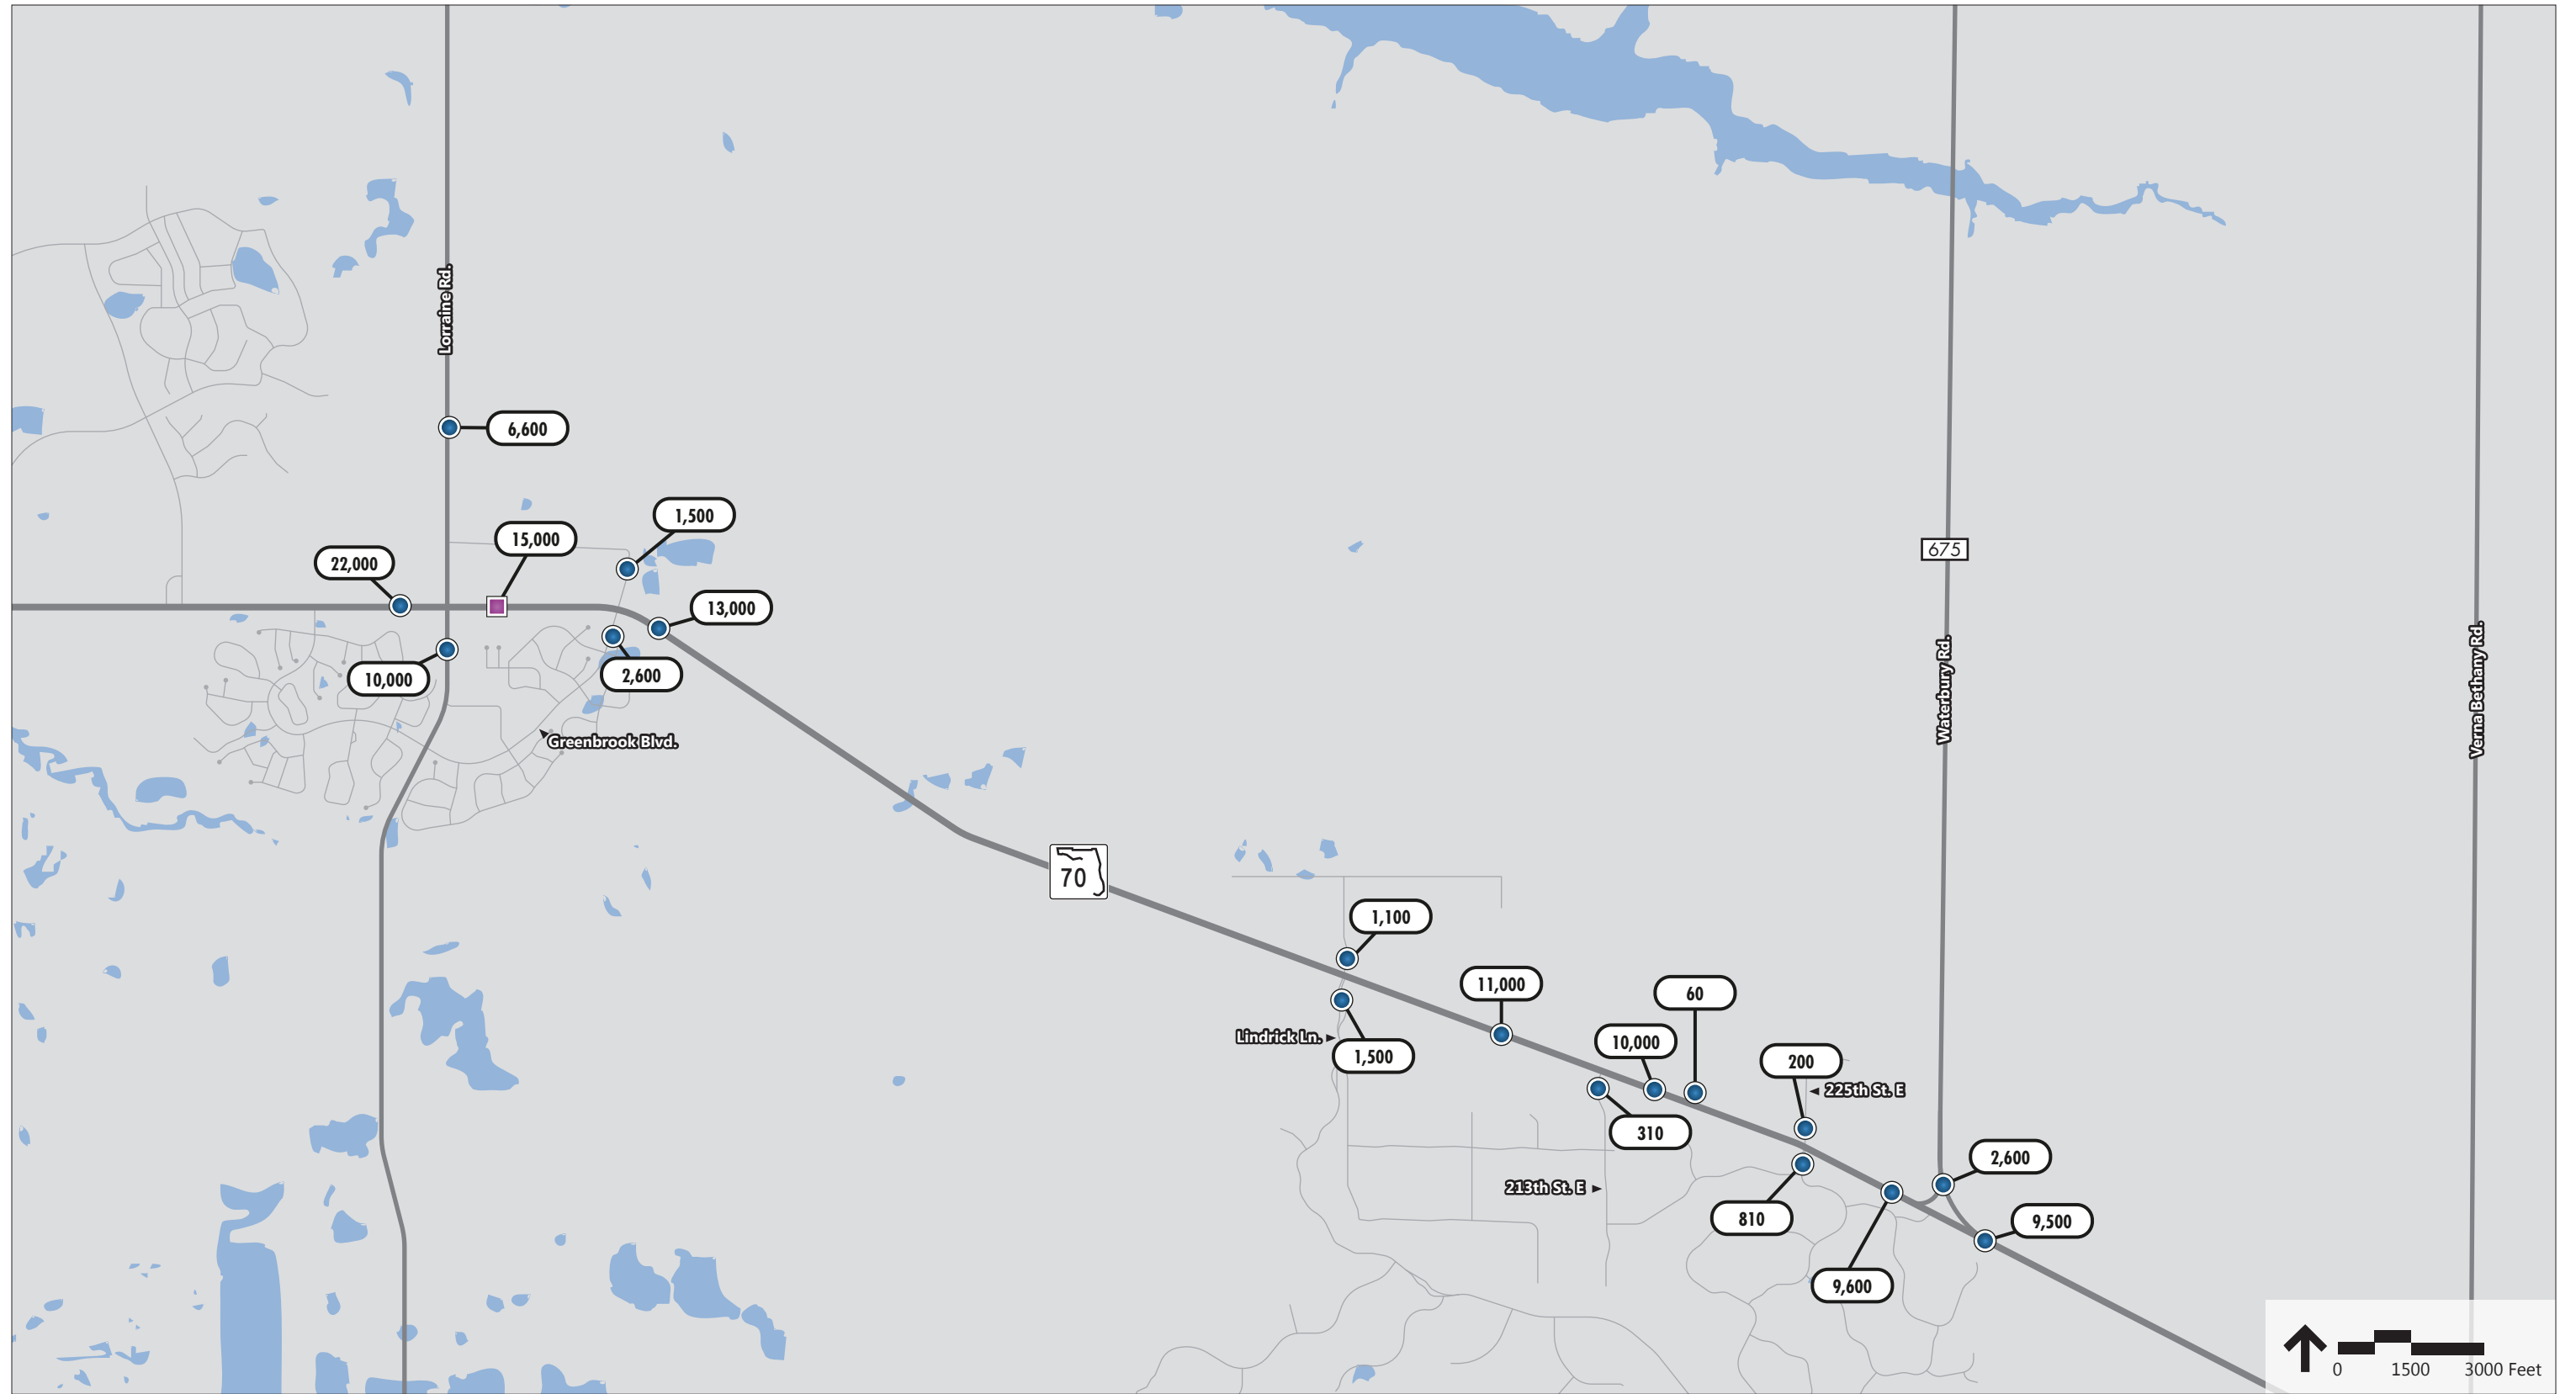 Lorraine Rd.
6,600
1,500
15,000
22,000
13,000
10,000
2,600
Greenbrook Blvd.
675
Waterbury Rd.
Verna Bethany Rd.
70
1,100
11,000
60
Lindrick Ln.
1,500
10,000
200
225th St. E
310
213th St. E
2,600
810
9,500
9,600
0 1500 3000 Feet